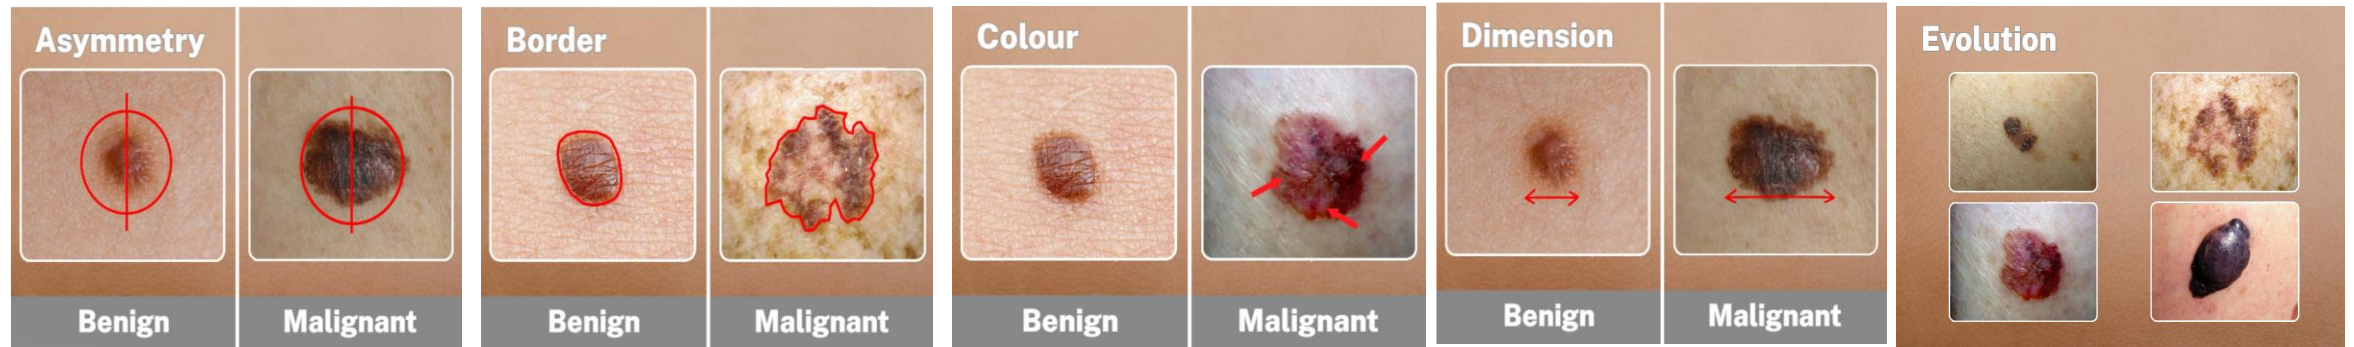 Asymmetry
Benign
Malignant
Border
Benign
Malignant
Colour
Benign
Malignant
Dimension
Benign
Malignant
Evolution